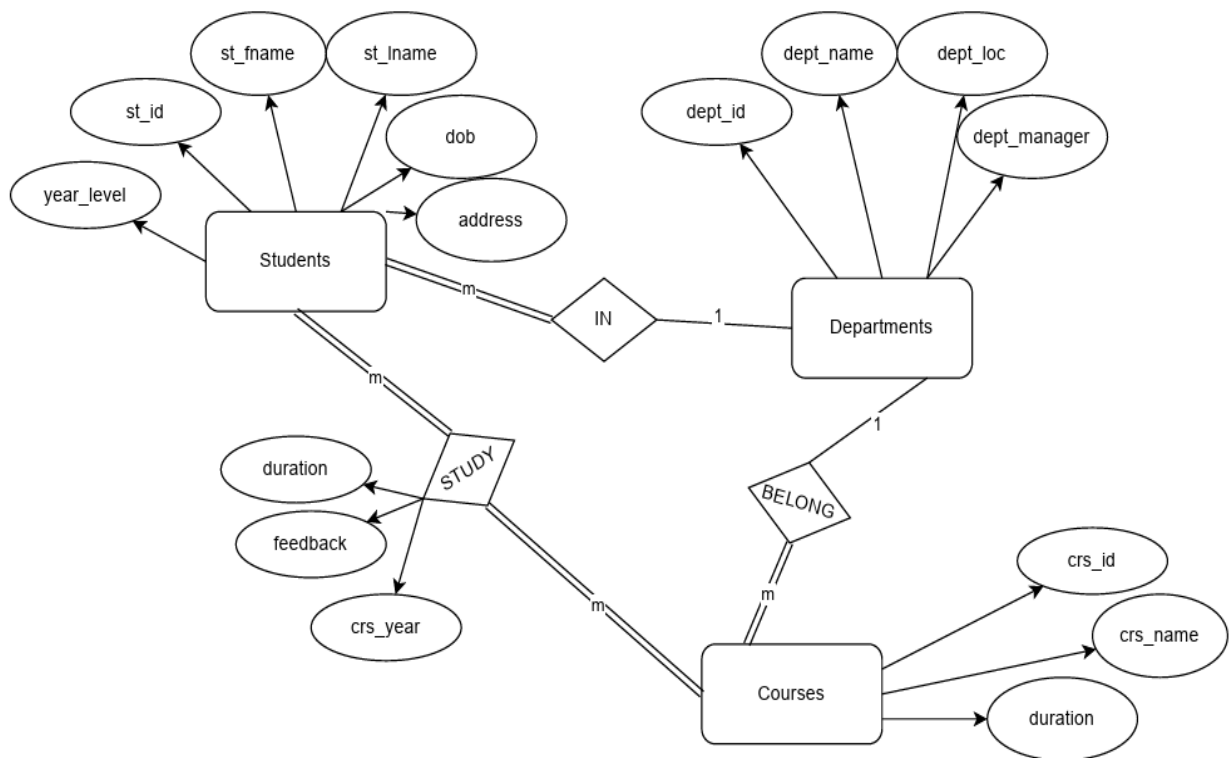 st_fname
st_lname
dept_name
dept_loc
st_id
dob
dept_id
dept_manager
year_level
address
Students
m
IN
1
Departments
m
1
duration
STUDY
BELONG
feedback
crs_id
m
m
crs_year
crs_name
Courses
duration